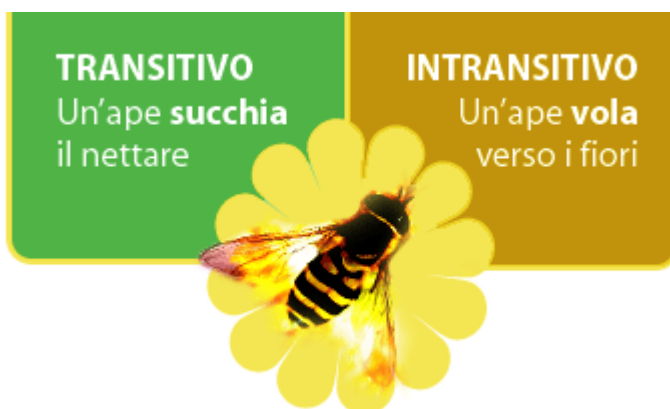 TRANSITIVO
Un’ape succhia
il nettare
INTRANSITIVO
Un’ape vola
verso i fiori